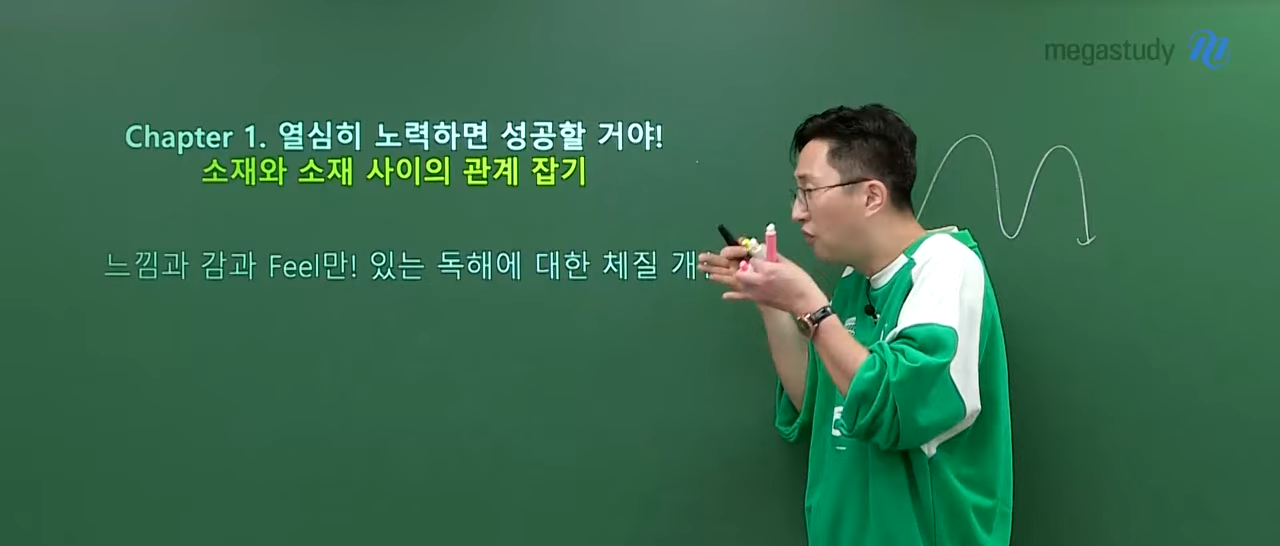 megastudy
Chapter 1. 열심히 노력하면 성공할 거야!
소재와 소재 사이의 관계 잡기
느낌과 감과 Feel만! 있는 독해에 대한 체질